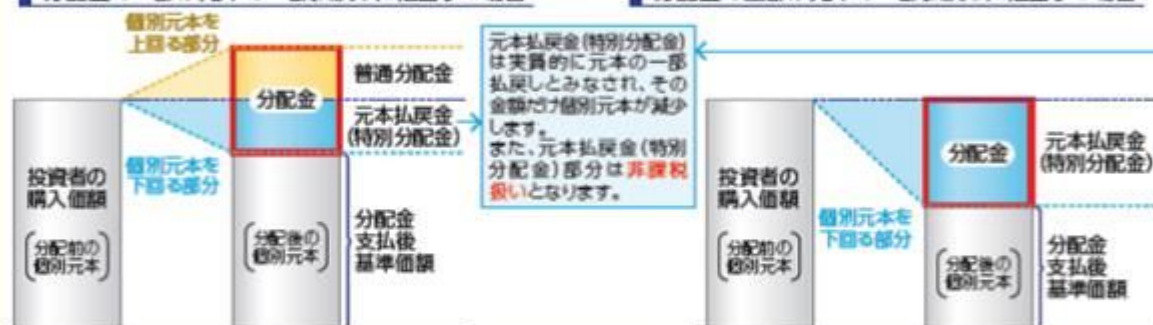 個別元本を
上回る部分
分配金
普通分配金
元本払戻金
(特別分配金)
投資者の
購入価額
(分配前の
個別元本)
個別元本を
下回る部分
(分配後の
個別元本)
分配金
支払後
基準価額
元本払戻金(特別分配金)
は実質的に元本の一部
払戻しとみなされ、その
金額だけ個別元本が減少
します。
また、元本払戻金(特別
分配金)部分は非課税
扱いとなります。
投資者の
購入価額
(分配前の
個別元本)
個別元本を
下回る部分
分配金
元本払戻金
(特別分配金)
(分配後の
個別元本)
分配金
支払後
基準価額